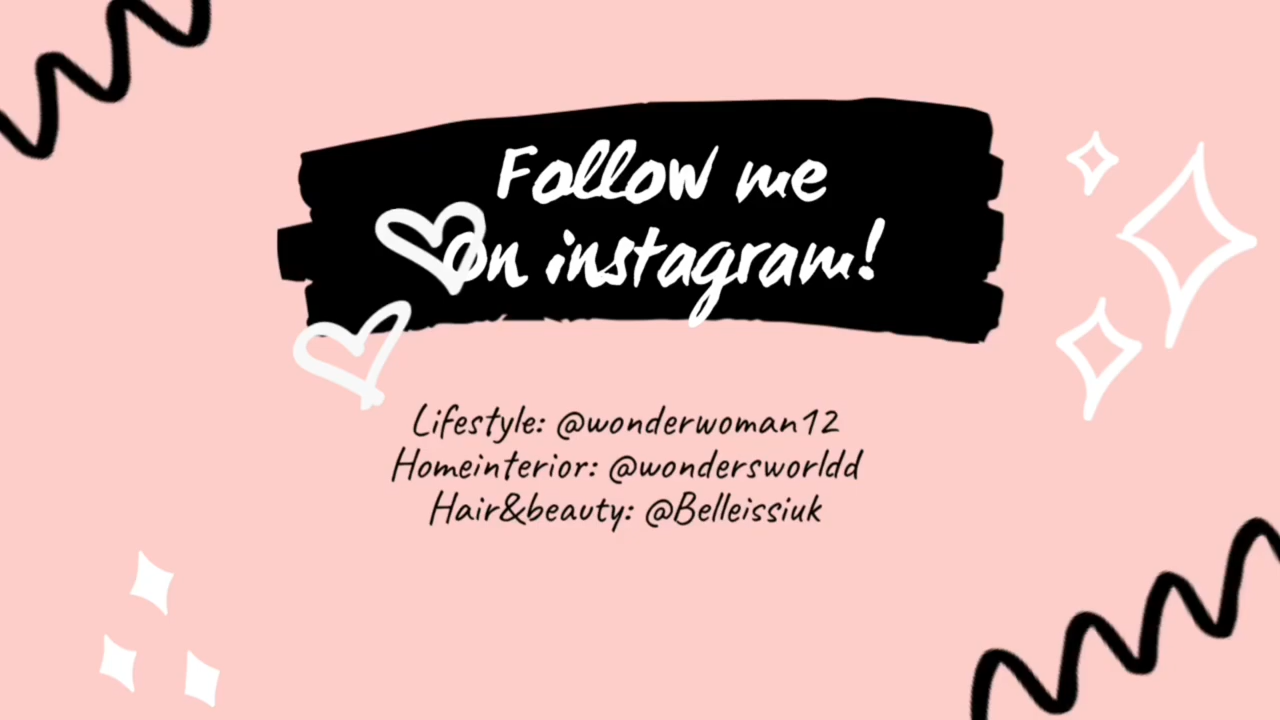 Follow me
on instagram!
Lifestyle: @wonderwoman12
Homeinterior: @wondersworldd
Hair&beauty: @Belleissiuk